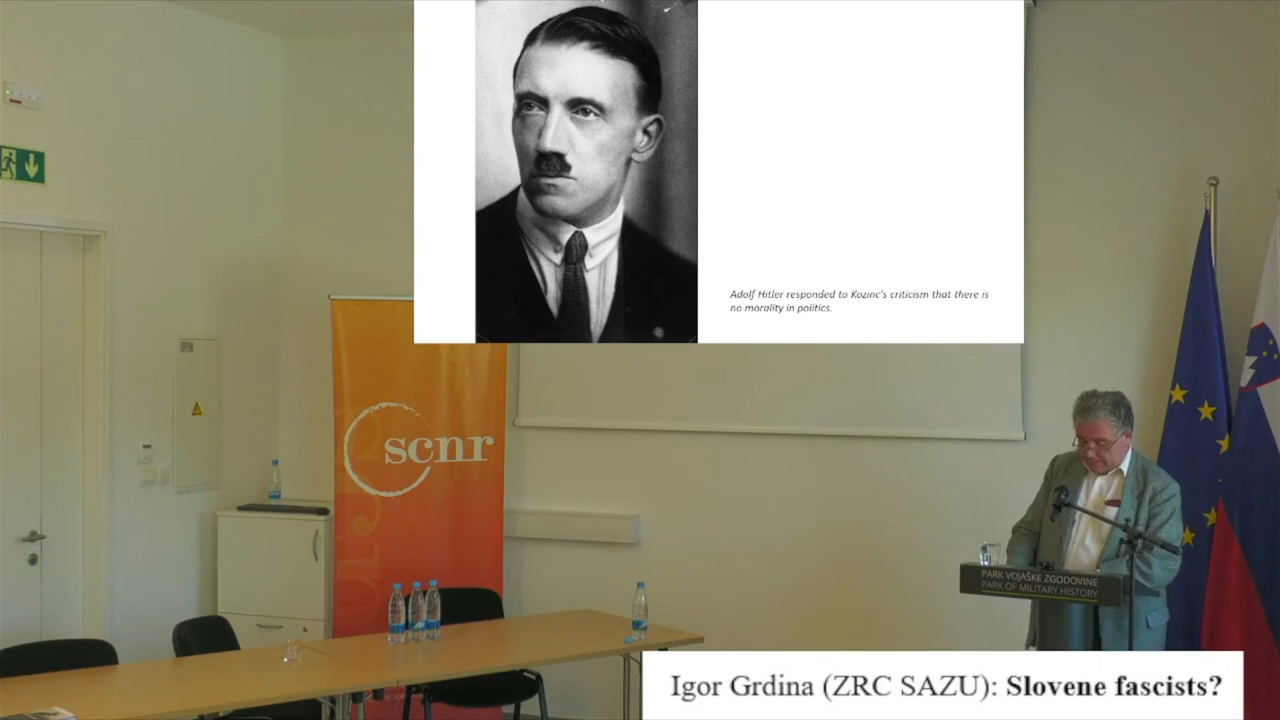 Adolf Hitler responded to Kozinc's criticism that there is
no morality in politics.
scnr
PARK VOJAŠKE ZGODOVINE
PARK OF MILITARY HISTORY
Igor Grdina (ZRC SAZU): Slovene fascists?